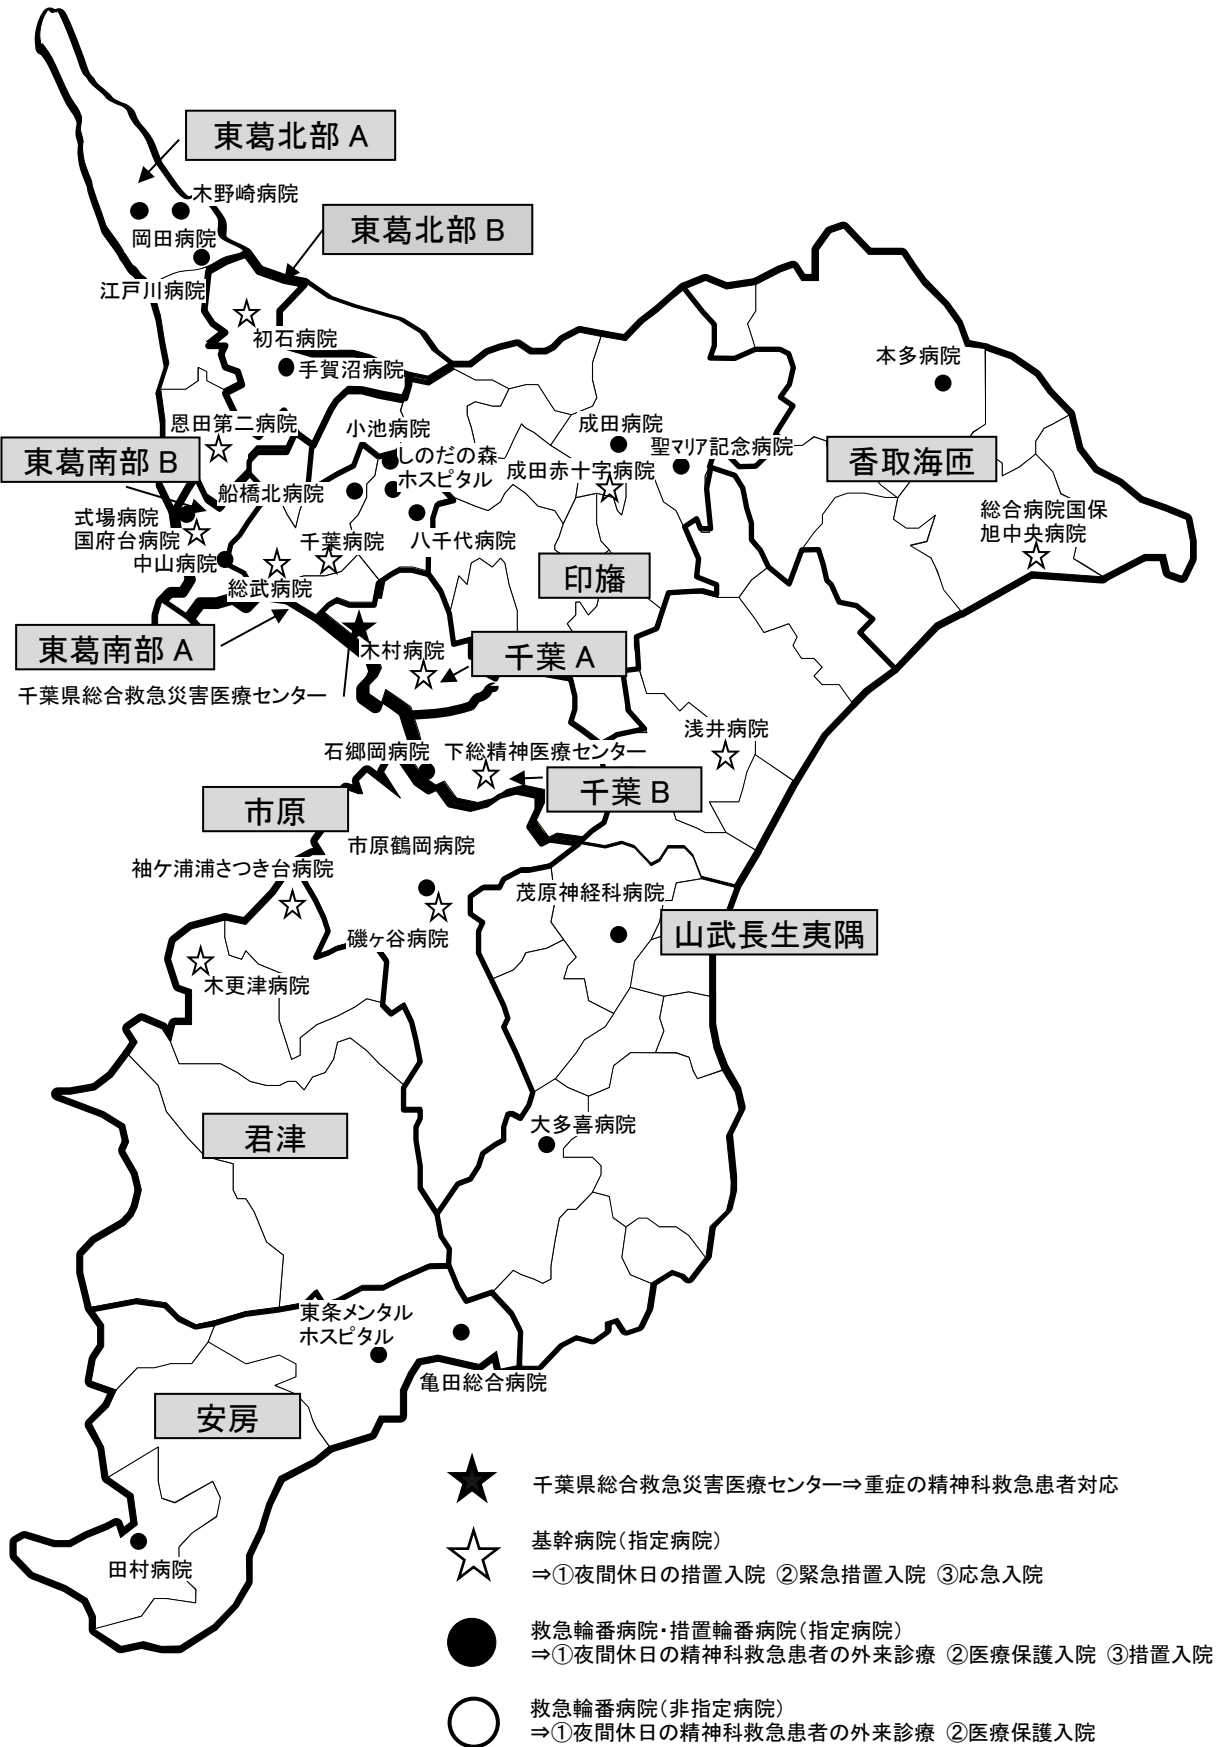 東葛北部 A
木野崎病院
東葛北部 B
岡田病院
江戸川病院
初石病院
本多病院
手賀沼病院
恩田第二病院
小池病院
成田病院
東葛南部 B
しのだの森
ホスピタル
聖マリア記念病院
香取海匝
成田赤十字病院
船橋北病院
式場病院
国府台病院
千葉病院
八千代病院
総合病院国保
旭中央病院
中山病院
印旛
総武病院
東葛南部 A
木村病院
千葉 A
千葉県総合救急災害医療センター
浅井病院
石郷岡病院
下総精神医療センター
千葉 B
市原
市原鶴岡病院
袖ケ浦浦さつき台病院
茂原神経科病院
山武長生夷隅
磯ヶ谷病院
木更津病院
君津
大多喜病院
東条メンタル
ホスピタル
亀田総合病院
安房
田村病院
千葉県総合救急災害医療センター⇒重症の精神科救急患者対応
基幹病院(指定病院)
⇒①夜間休日の措置入院 ②緊急措置入院 ③応急入院
救急輪番病院・措置輪番病院(指定病院)
⇒①夜間休日の精神科救急患者の外来診療 ②医療保護入院 ③措置入院
救急輪番病院(非指定病院)
⇒①夜間休日の精神科救急患者の外来診療 ②医療保護入院